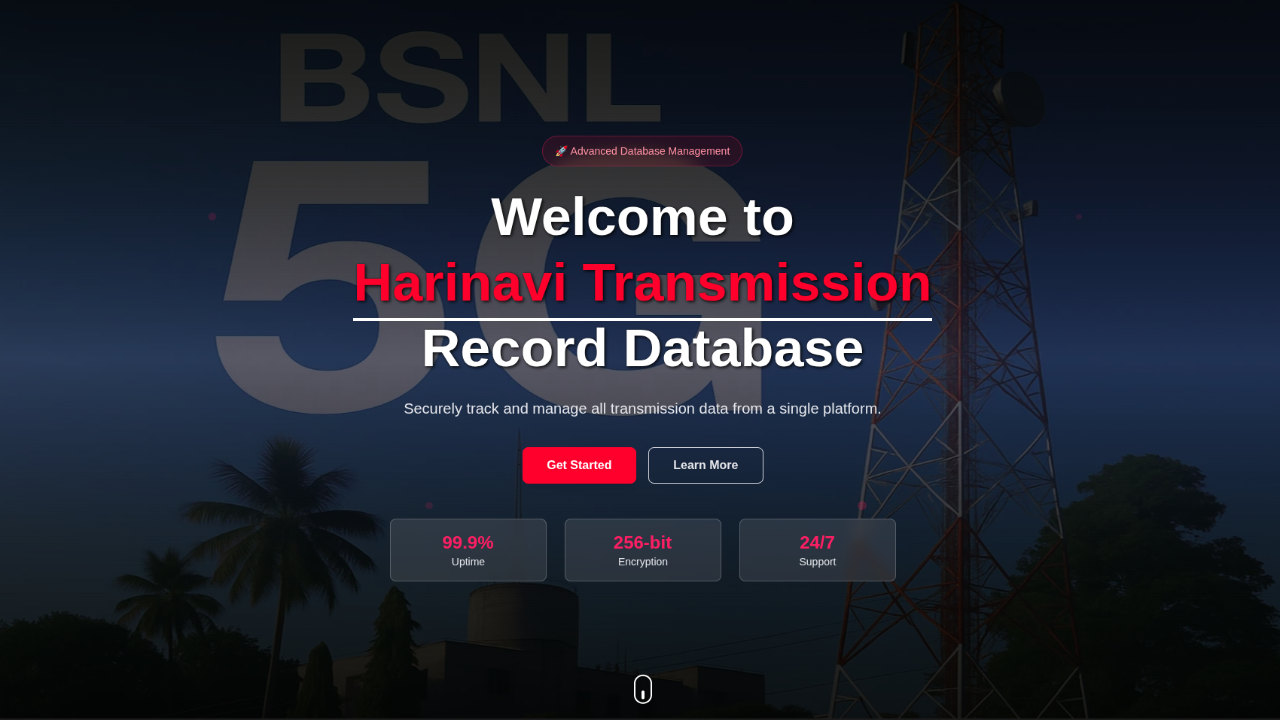 BSNL
5G
🚀 Advanced Database Management
Welcome to
Harinavi Transmission
Record Database
Securely track and manage all transmission data from a single platform.
Get Started
Learn More
99.9%
Uptime
256-bit
Encryption
24/7
Support